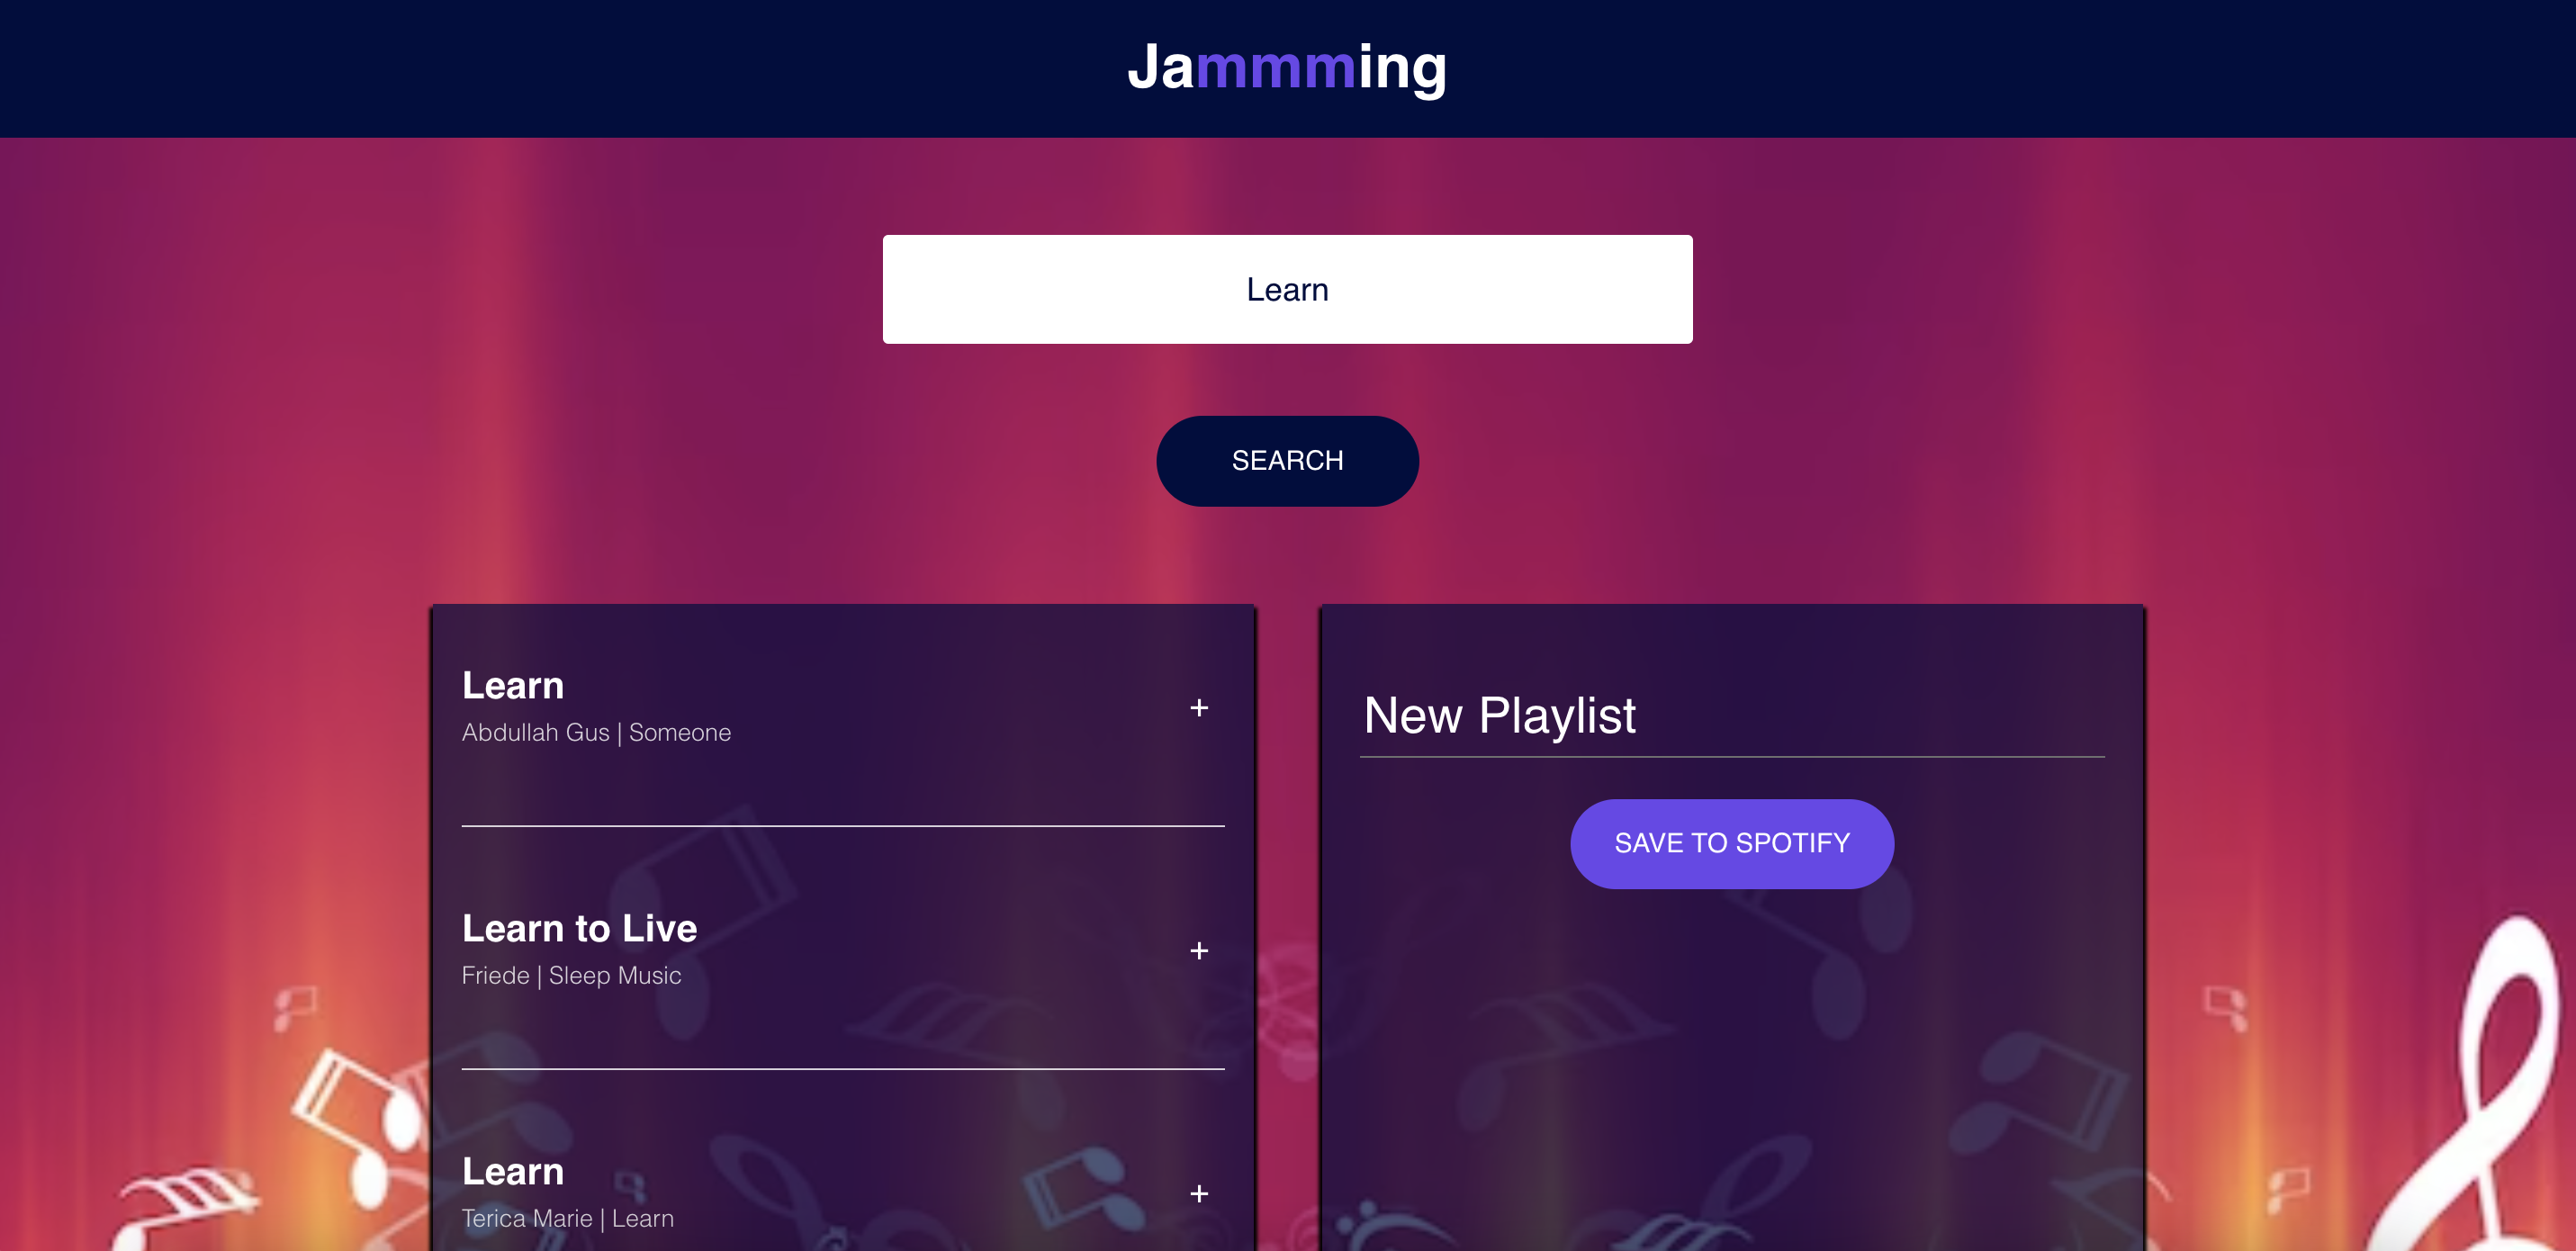 Jammming
Learn
SEARCH
Learn
+
Abdullah Gus | Someone
Learn to Live
+
Friede | Sleep Music
Learn
+
Terica Marie | Learn
New Playlist
SAVE TO SPOTIFY